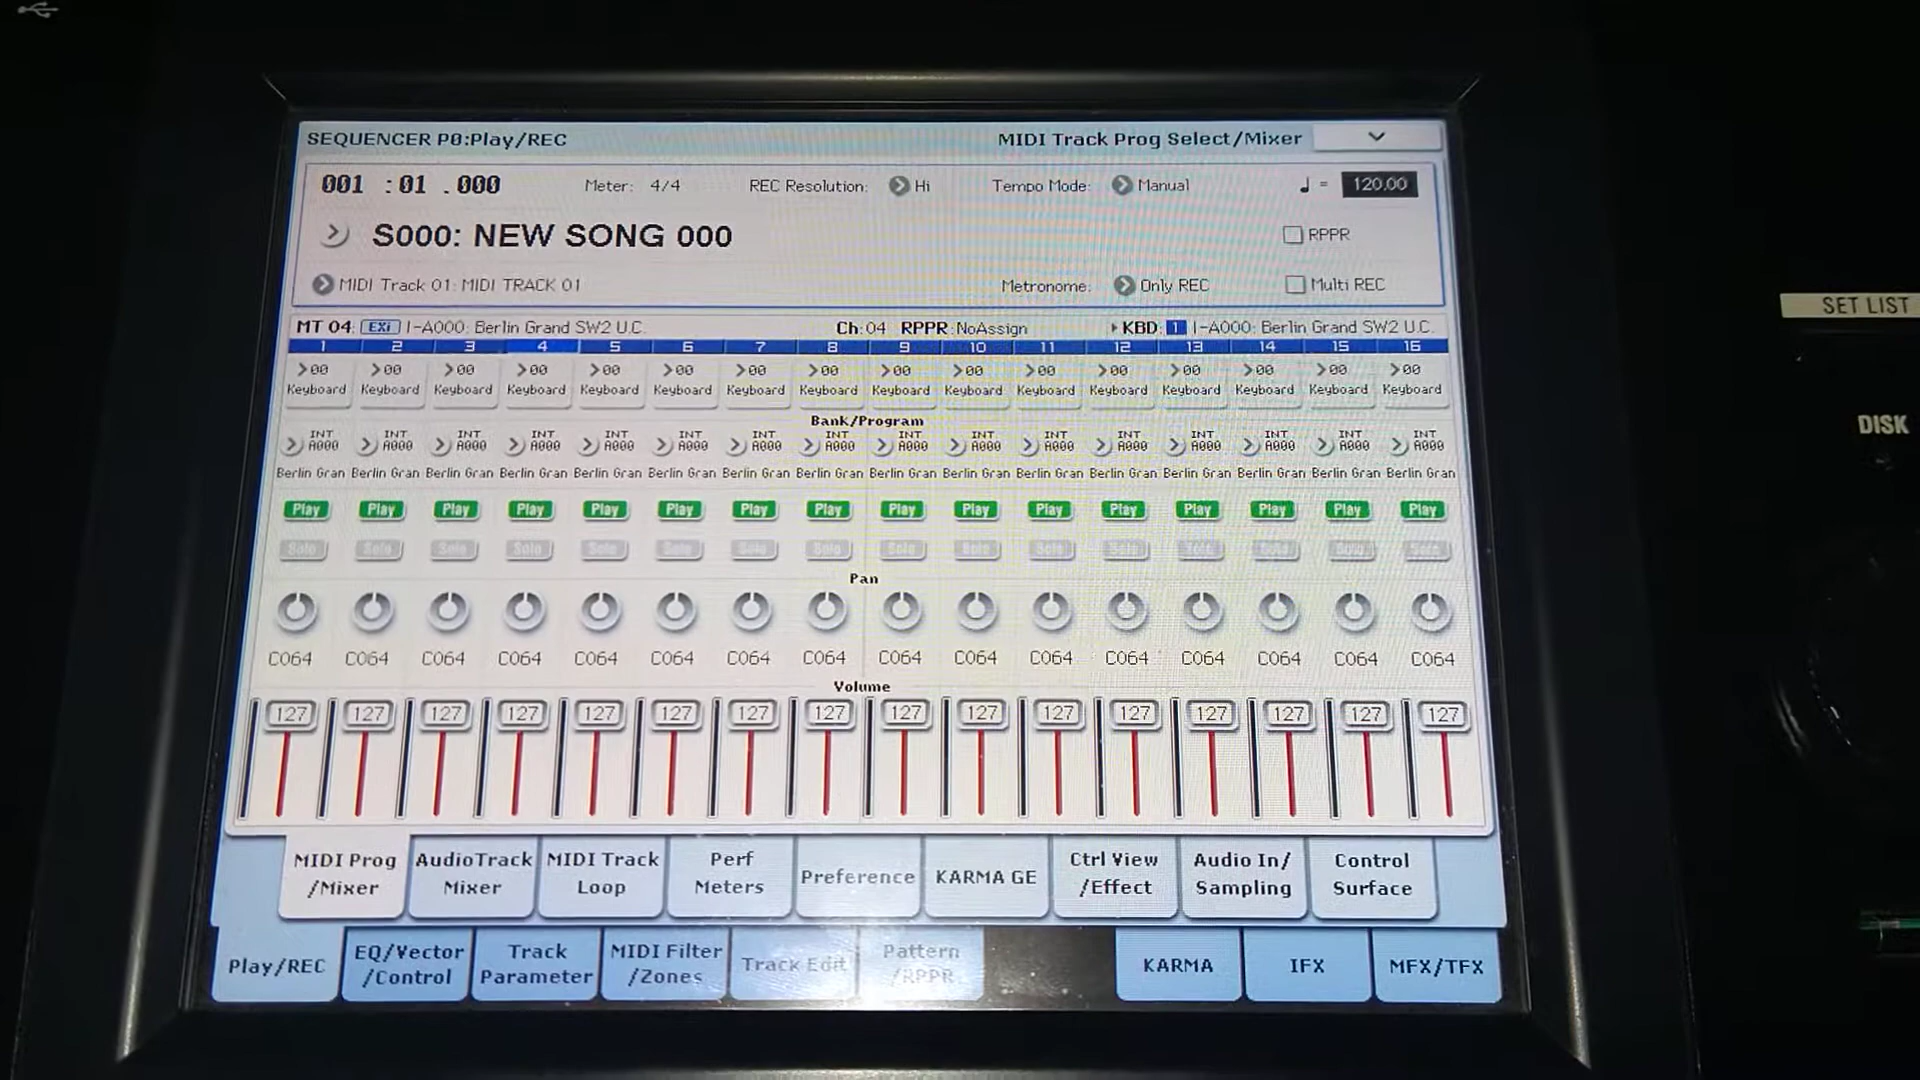 SEQUENCER P0:Play/REC MIDI Track Prog Select/Mixer
001 :01 .000 Meter: 4/4 REC Resolution: Hi Tempo Mode: Manual ♩ = 120.00
S000: NEW SONG 000 RPPR
MIDI Track 01: MIDI TRACK 01 Metronome: Only REC Multi REC
MT 04: EXi I-A000: Berlin Grand SW2 U.C. Ch:04 RPPR:NoAssign KBD: 1 I-A000: Berlin Grand SW2 U.C.
1 2 3 4 5 6 7 8 9 10 11 12 13 14 15 16
00 00 00 00 00 00 00 00 00 00 00 00 00 00 00 00
Keyboard Keyboard Keyboard Keyboard Keyboard Keyboard Keyboard Keyboard Keyboard Keyboard Keyboard Keyboard Keyboard Keyboard Keyboard Keyboard
Bank/Program
INT INT INT INT INT INT INT INT INT INT INT INT INT INT INT INT
A000 A000 A000 A000 A000 A000 A000 A000 A000 A000 A000 A000 A000 A000 A000 A000
Berlin Gran Berlin Gran Berlin Gran Berlin Gran Berlin Gran Berlin Gran Berlin Gran Berlin Gran Berlin Gran Berlin Gran Berlin Gran Berlin Gran Berlin Gran Berlin Gran Berlin Gran Berlin Gran
Play Play Play Play Play Play Play Play Play Play Play Play Play Play Play Play
Solo Solo Solo Solo Solo Solo Solo Solo Solo Solo Solo Solo Solo Solo Solo Solo
Pan
C064 C064 C064 C064 C064 C064 C064 C064 C064 C064 C064 C064 C064 C064 C064 C064
Volume
127 127 127 127 127 127 127 127 127 127 127 127 127 127 127 127
MIDI Prog /Mixer
AudioTrack Mixer
MIDI Track Loop
Perf Meters
Preference
KARMA GE
Ctrl View /Effect
Audio In/ Sampling
Control Surface
Play/REC
EQ/Vector /Control
Track Parameter
MIDI Filter /Zones
Track Edit
Pattern /RPPR
KARMA
IFX
MFX/TFX
SET LIST
DISK